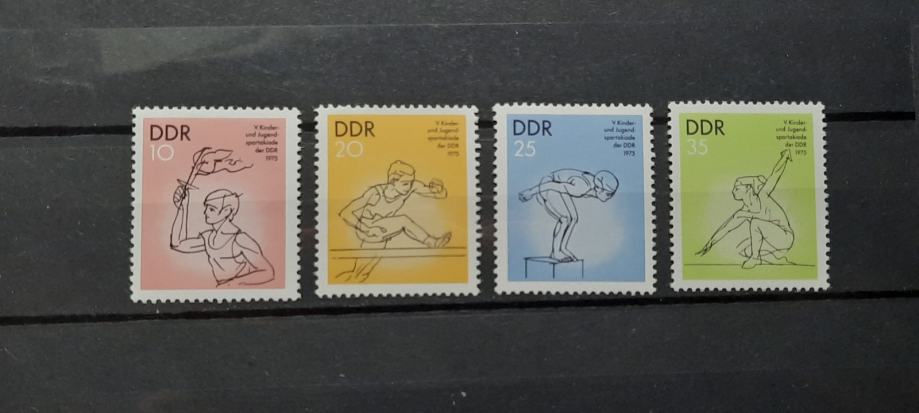 DDR
10
V. Kinder-
und Jugend-
spartakiade
der DDR
1975
DDR
20
V. Kinder-
und Jugend-
spartakiade
der DDR
1975
DDR
25
V. Kinder-
und Jugend-
spartakiade
der DDR
1975
DDR
35
V. Kinder-
und Jugend-
spartakiade
der DDR
1975